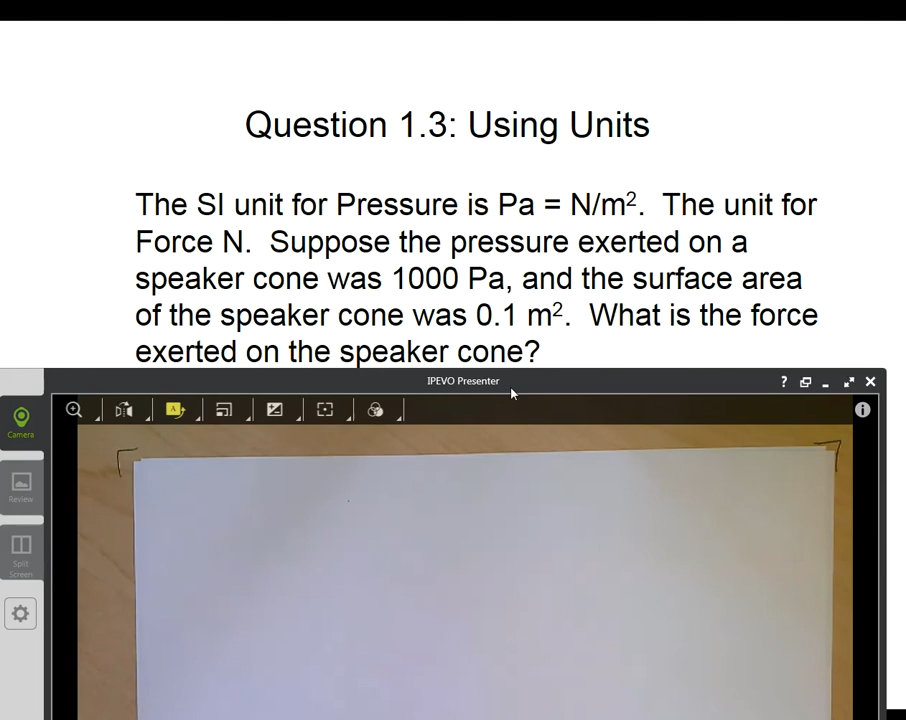 Question 1.3: Using Units
The SI unit for Pressure is Pa = N/m². The unit for
Force N. Suppose the pressure exerted on a
speaker cone was 1000 Pa, and the surface area
of the speaker cone was 0.1 m². What is the force
exerted on the speaker cone?
IPEVO Presenter
?
A
Camera
Review
Split
Screen